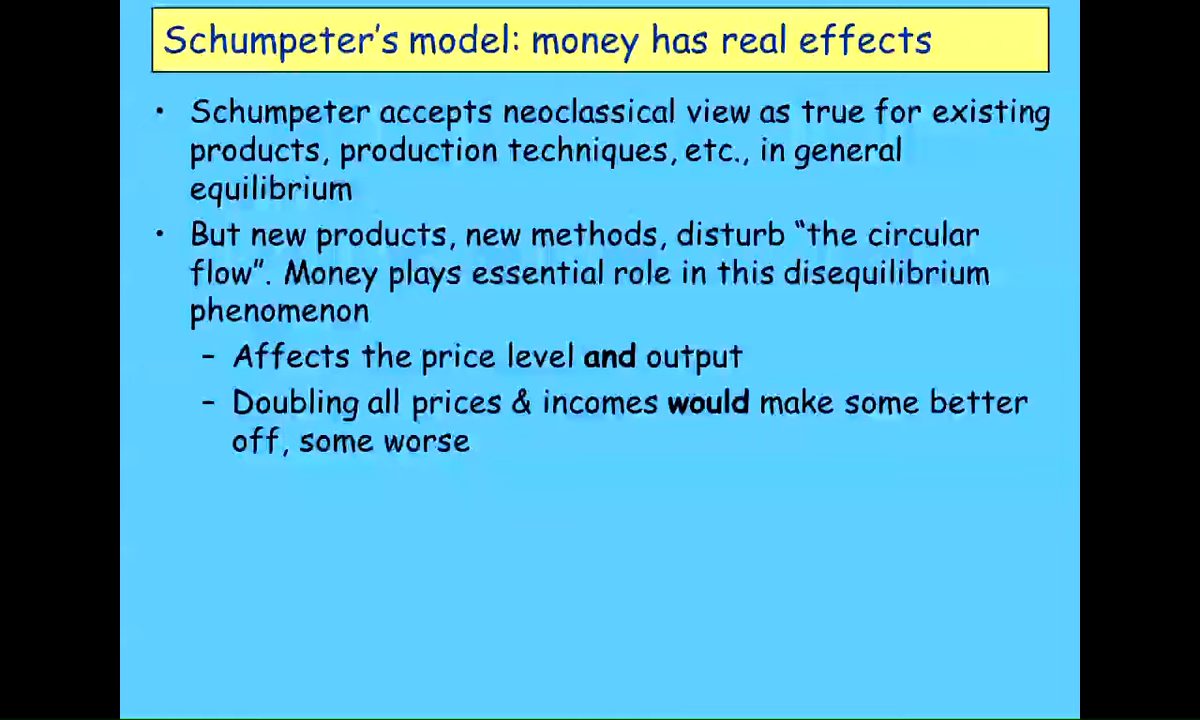 Schumpeter's model: money has real effects
• Schumpeter accepts neoclassical view as true for existing
products, production techniques, etc., in general
equilibrium
• But new products, new methods, disturb "the circular
flow". Money plays essential role in this disequilibrium
phenomenon
– Affects the price level and output
– Doubling all prices & incomes would make some better
off, some worse